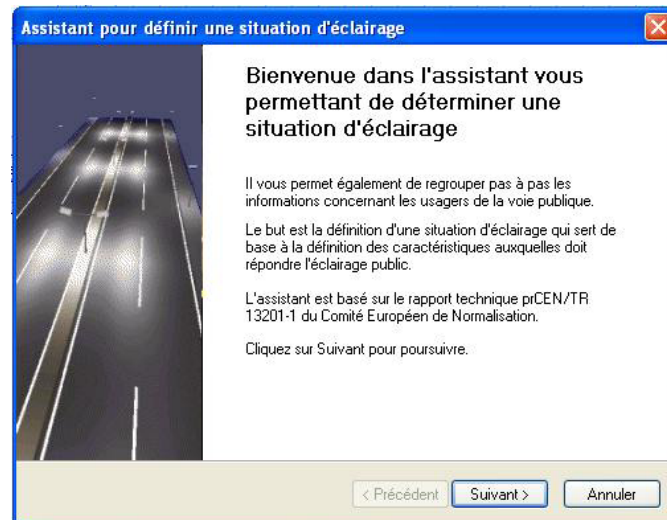 Assistant pour définir une situation d'éclairage
Bienvenue dans l'assistant vous
permettant de déterminer une
situation d'éclairage
Il vous permet également de regrouper pas à pas les
informations concernant les usagers de la voie publique.
Le but est la définition d'une situation d'éclairage qui sert de
base à la définition des caractéristiques auxquelles doit
répondre l'éclairage public.
L'assistant est basé sur le rapport technique prCEN/TR
13201-1 du Comité Européen de Normalisation.
Cliquez sur Suivant pour poursuivre.
< Précédent Suivant > Annuler